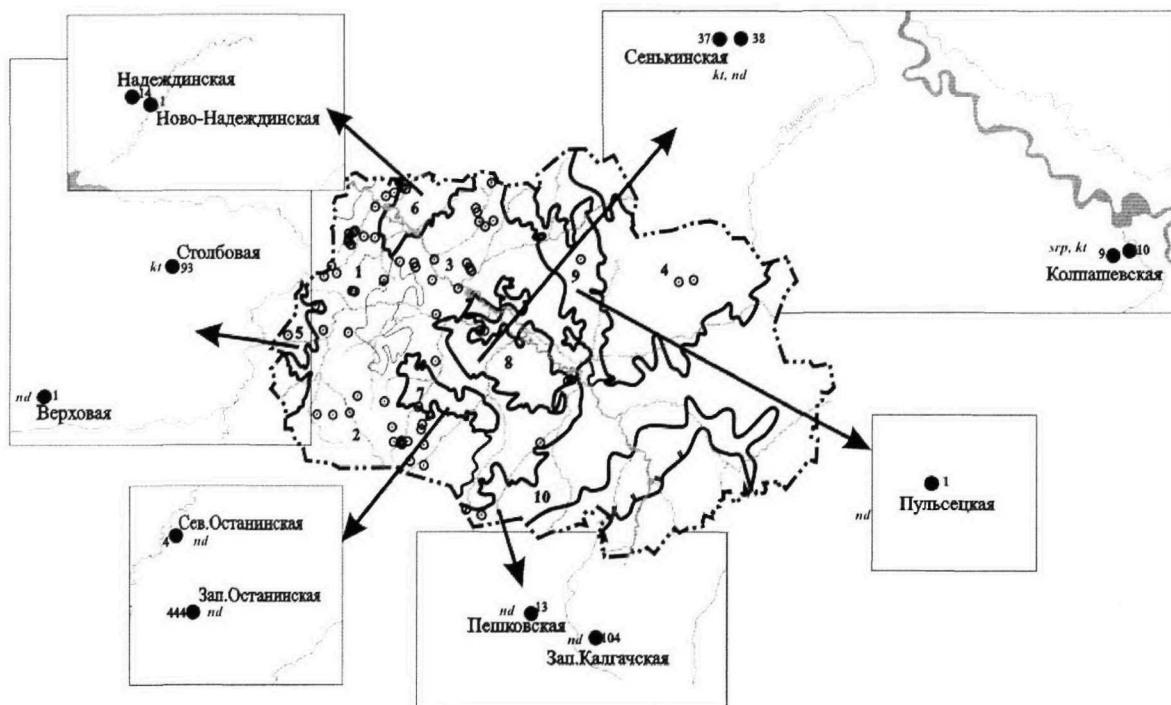 Надеждинская
14
1
Ново-Надеждинская
37 38
Сенькинская
kt, nd
srp, kt
9 10
Колпашевская
Столбовая
kt 93
nd 1
Верховая
6
1
3
9
4
5
8
7
2
10
Сев.Останинская
4 nd
Зап.Останинская
444 nd
nd 13
Пешковская
nd 104
Зап.Калгачская
1
Пульсецкая
nd